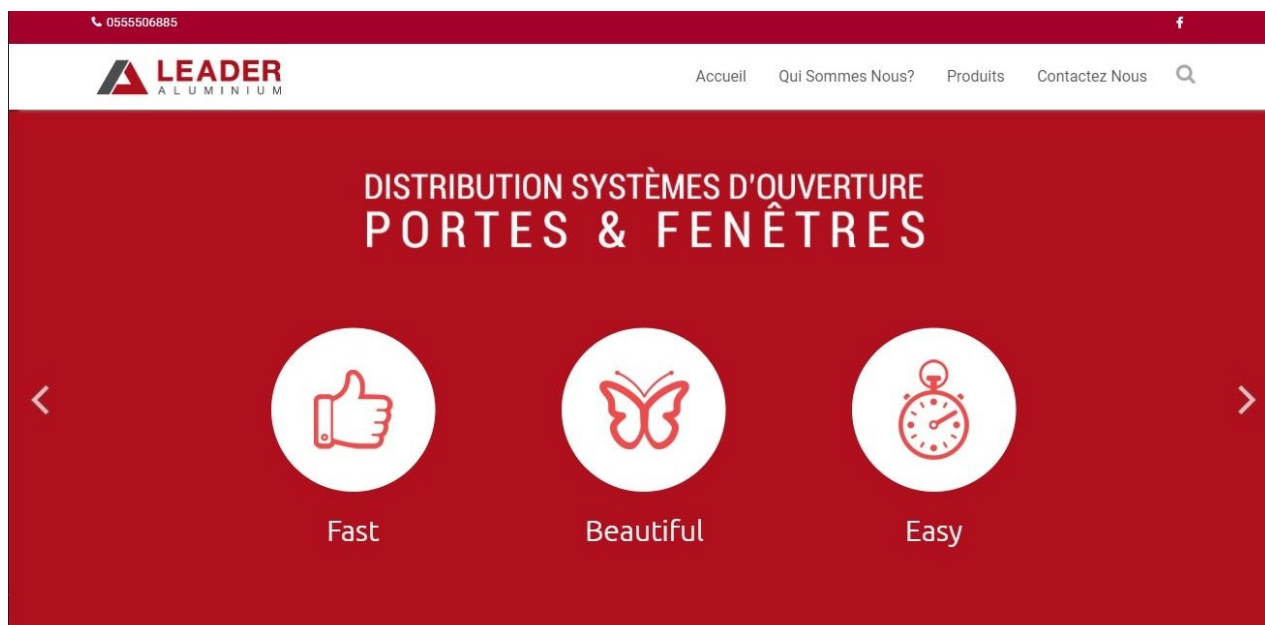 0555506885
LEADER
ALUMINIUM
Accueil Qui Sommes Nous? Produits Contactez Nous
DISTRIBUTION SYSTÈMES D'OUVERTURE
PORTES & FENÊTRES
Fast Beautiful Easy